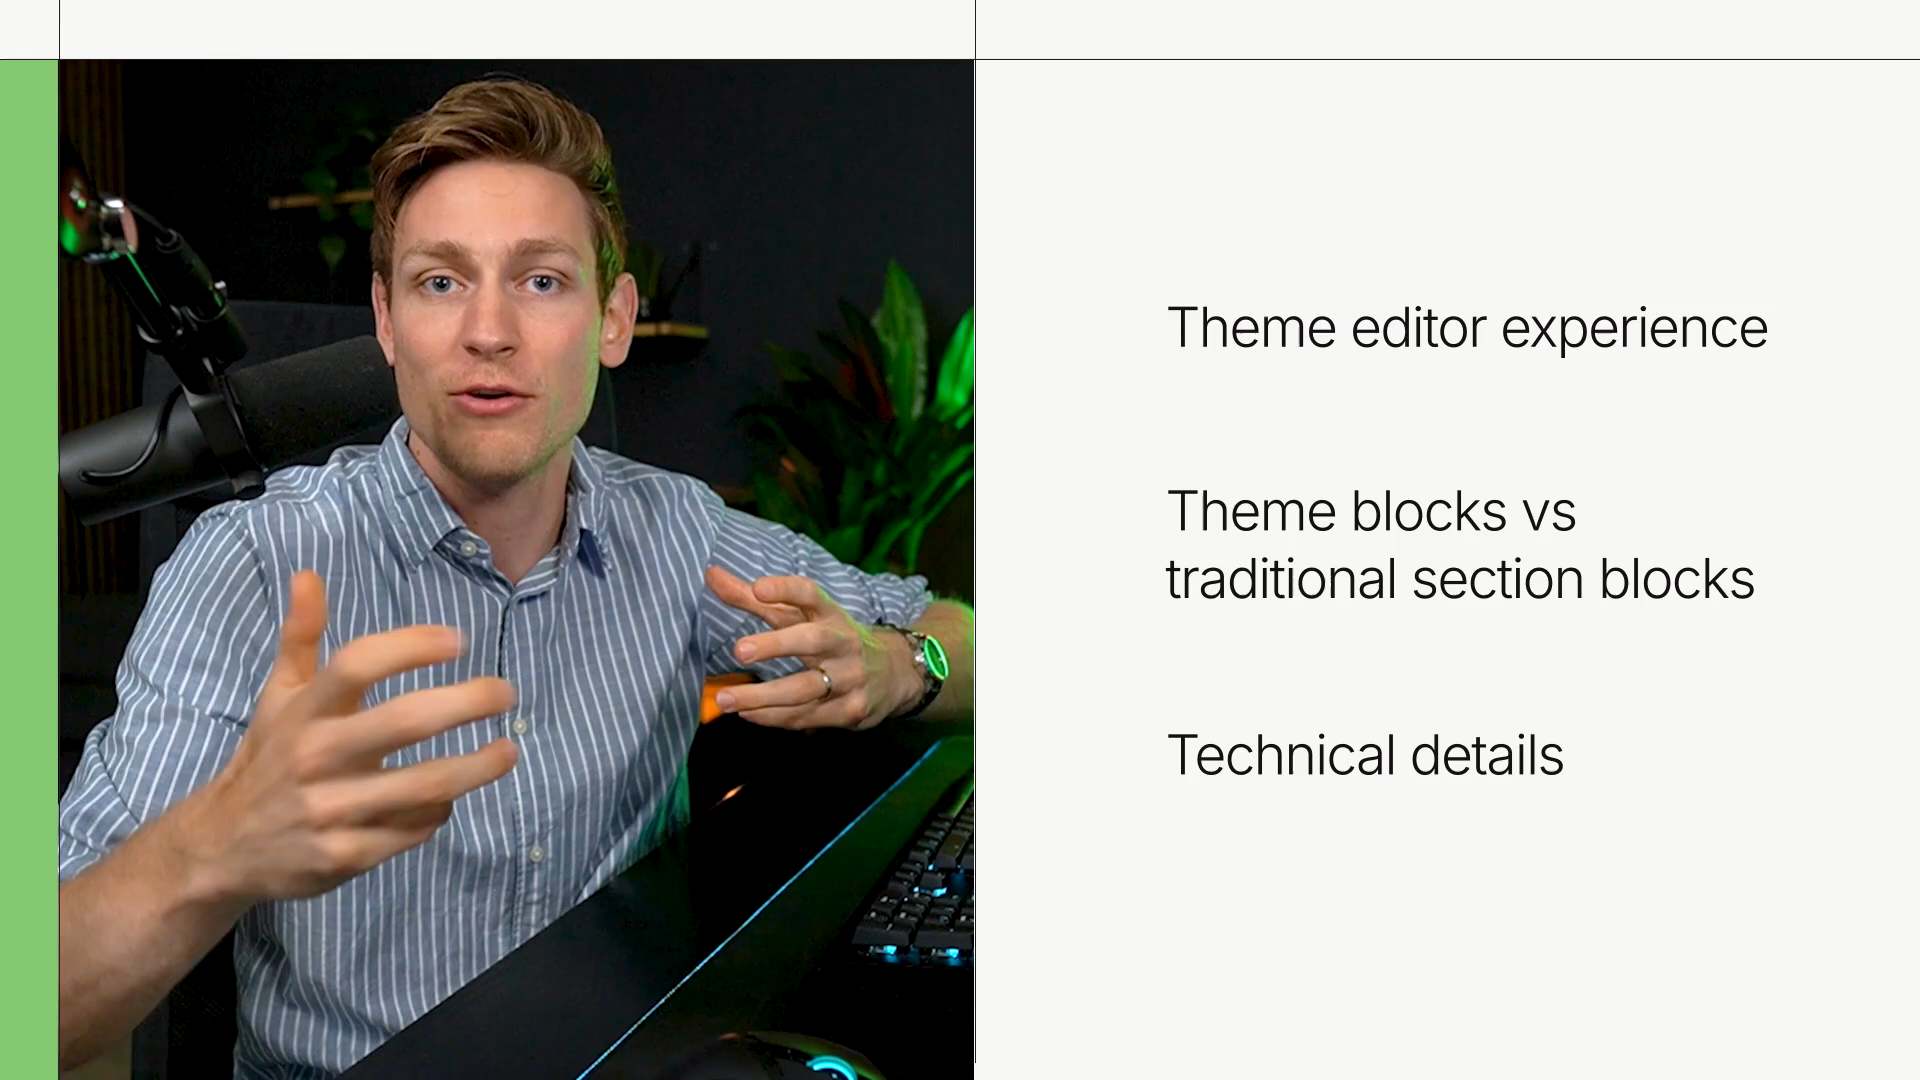 Theme editor experience
Theme blocks vs
traditional section blocks
Technical details